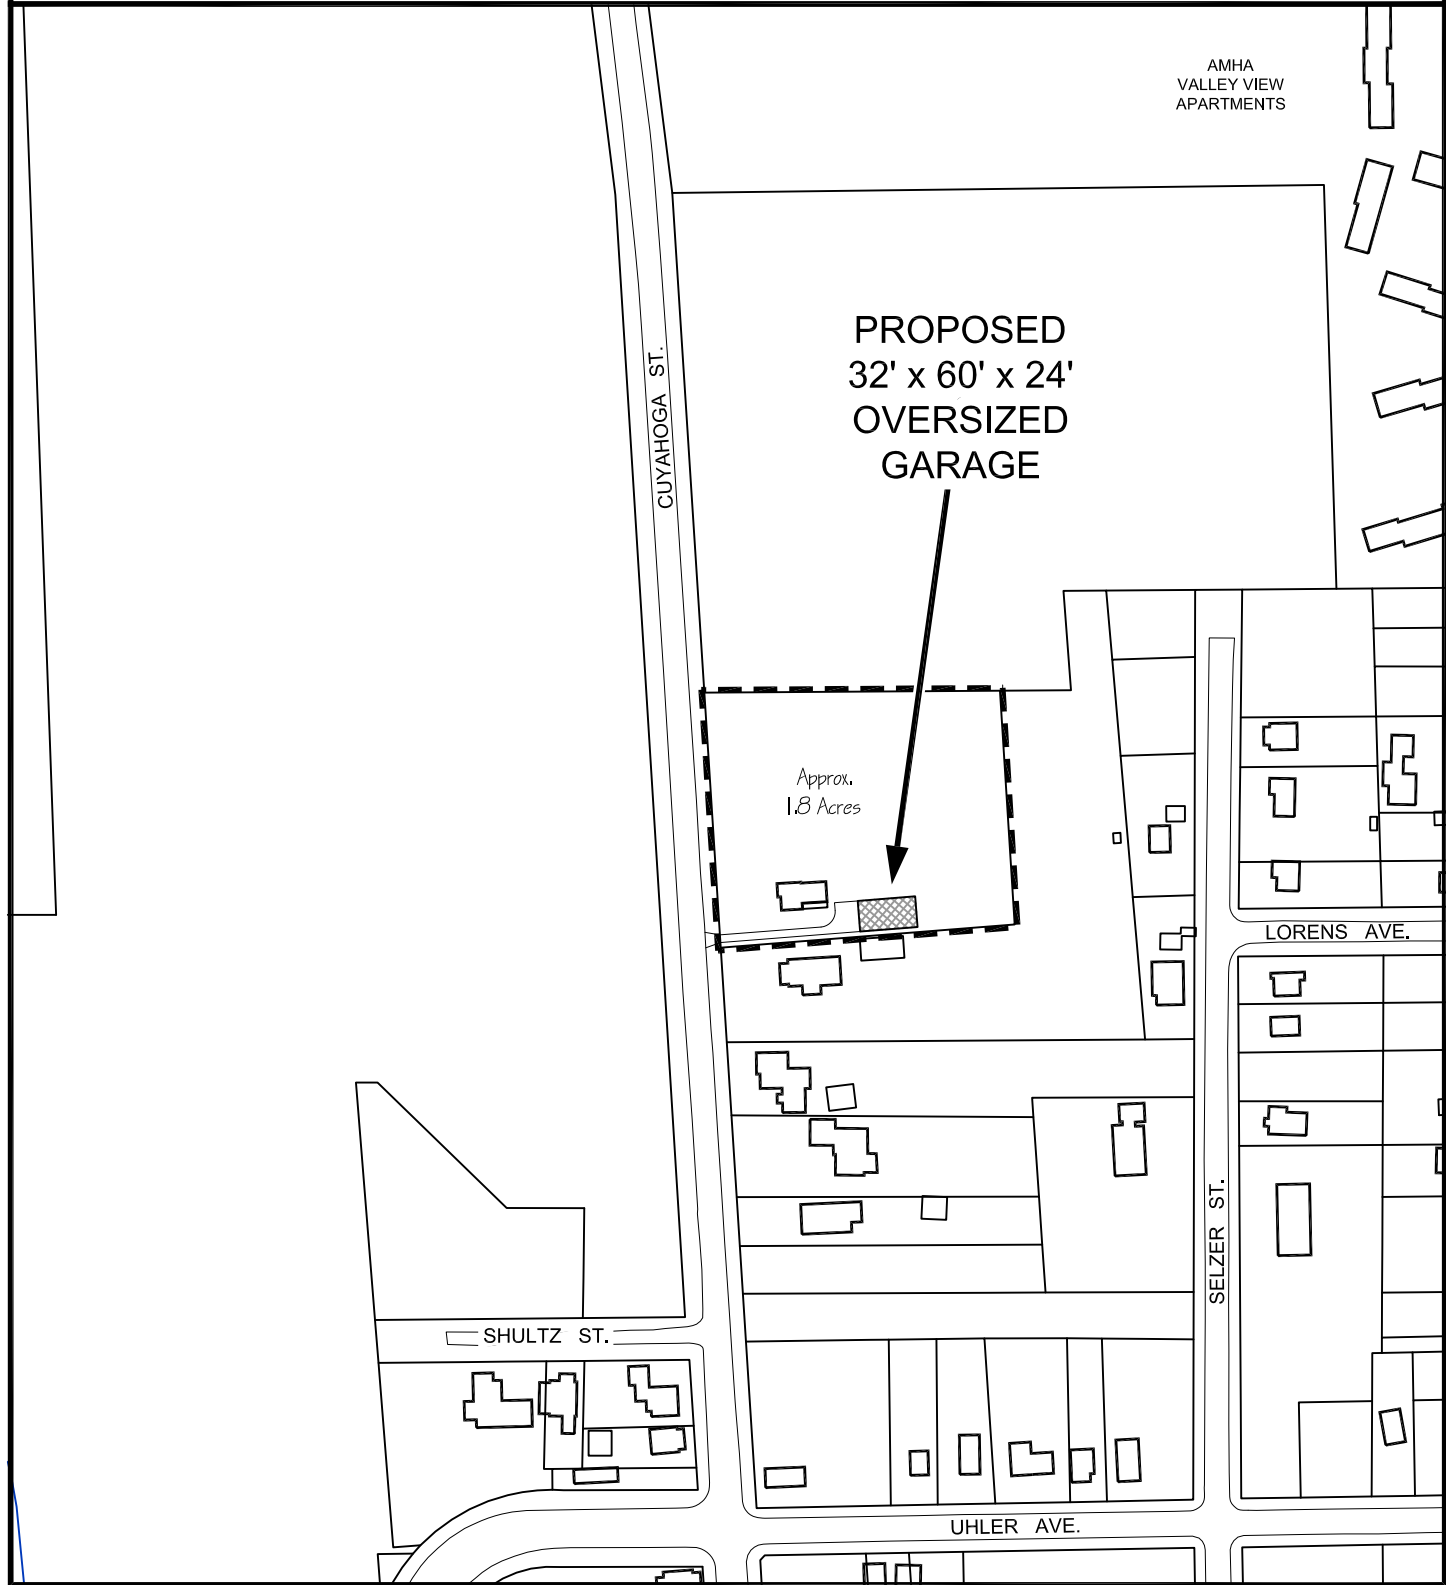 AMHA
VALLEY VIEW
APARTMENTS
PROPOSED
32' x 60' x 24'
OVERSIZED
GARAGE
CUYAHOGA ST.
Approx.
1.8 Acres
LORENS AVE.
SELZER ST.
SHULTZ ST.
UHLER AVE.